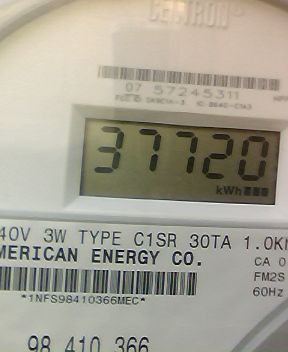 CENTRON®
07 57245311
37720
kWh
40V 3W TYPE C1SR 30TA 1.0K
MERICAN ENERGY CO.
CA 0
FM2S
60Hz
*1NFS98410366MEC*
98 410 366